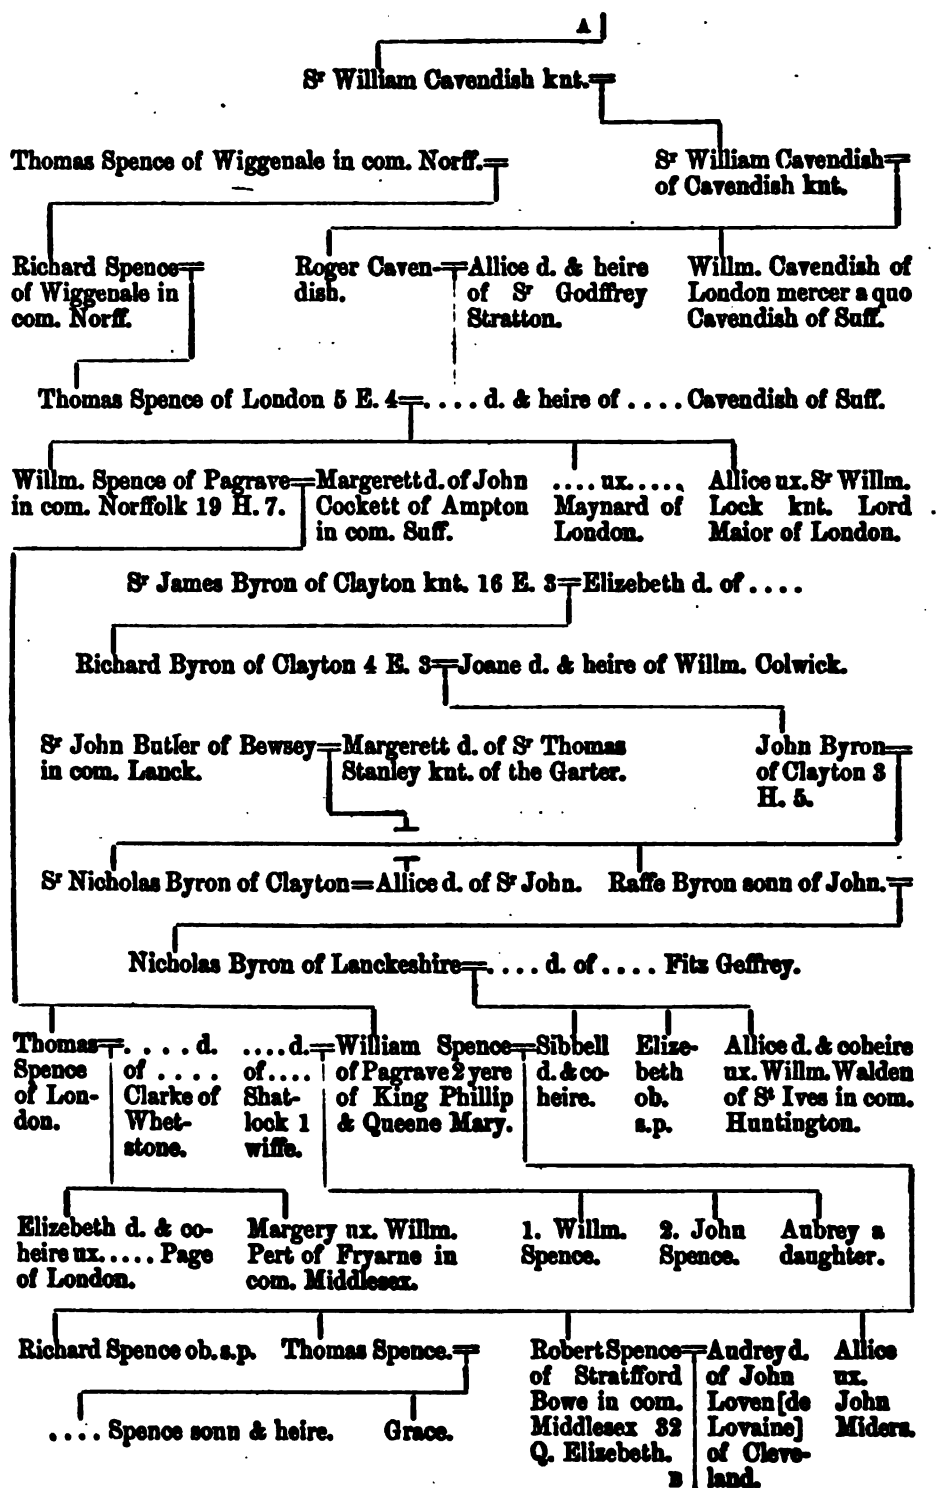 A
Sr William Cavendish knt.
Thomas Spence of Wiggenale in com. Norff.
Sr William Cavendish
of Cavendish knt.
Richard Spence
of Wiggenale in
com. Norff.
Roger Caven-
dish.
Allice d. & heire
of Sr Godffrey
Stratton.
Willm. Cavendish of
London mercer a quo
Cavendish of Suff.
Thomas Spence of London 5 E. 4=.... d. & heire of .... Cavendish of Suff.
Willm. Spence of Pagrave
in com. Norffolk 19 H. 7.
Margerett d. of John
Cockett of Ampton
in com. Suff.
.... ux.....
Maynard of
London.
Allice ux. Sr Willm.
Lock knt. Lord
Maior of London.
Sr James Byron of Clayton knt. 16 E. 3=Elizebeth d. of ....
Richard Byron of Clayton 4 E. 3=Joane d. & heire of Willm. Colwick.
Sr John Butler of Bewsey
in com. Lanck.
Margerett d. of Sr Thomas
Stanley knt. of the Garter.
John Byron
of Clayton 3
H. 5.
Sr Nicholas Byron of Clayton=Allice d. of Sr John.
Raffe Byron sonn of John.
Nicholas Byron of Lanckeshire=.... d. of .... Fitz Geffrey.
Thomas
Spence
of Lon-
don.
.... d.
of ....
Clarke of
Whet-
stone.
.... d.
of....
Shat-
lock 1
wiffe.
William Spence
of Pagrave 2 yere
of King Phillip
& Queene Mary.
Sibbell
d. & co-
heire.
Elize-
beth
ob.
s.p.
Allice d. & coheire
ux. Willm. Walden
of St Ives in com.
Huntington.
Elizebeth d. & co-
heire ux..... Page
of London.
Margery ux. Willm.
Pert of Fryarne in
com. Middlesex.
1. Willm.
Spence.
2. John
Spence.
Aubrey a
daughter.
Richard Spence ob. s.p.
Thomas Spence.
Robert Spence
of Stratfford
Bowe in com.
Middlesex 32
Q. Elizebeth.
B
Audrey d.
of John
Loven [de
Lovaine]
of Cleve-
land.
Allice
ux.
John
Miders.
.... Spence sonn & heire.
Grace.